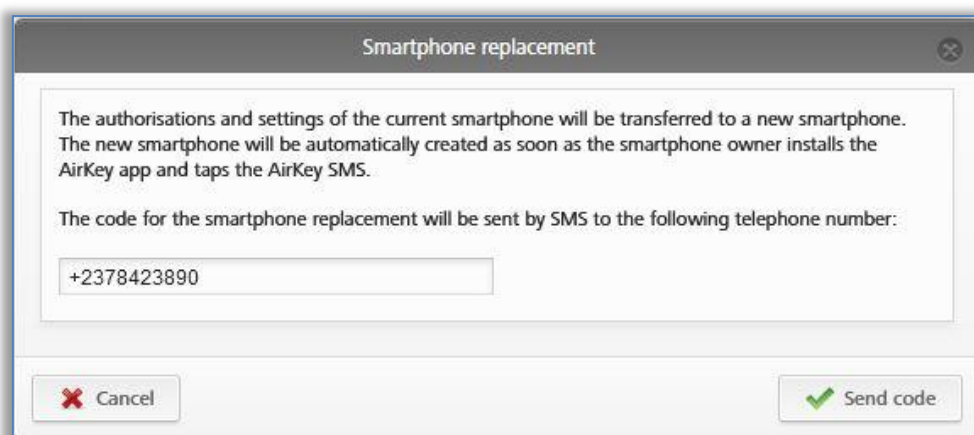 Smartphone replacement
The authorisations and settings of the current smartphone will be transferred to a new smartphone.
The new smartphone will be automatically created as soon as the smartphone owner installs the
AirKey app and taps the AirKey SMS.
The code for the smartphone replacement will be sent by SMS to the following telephone number:
+2378423890
Cancel
Send code